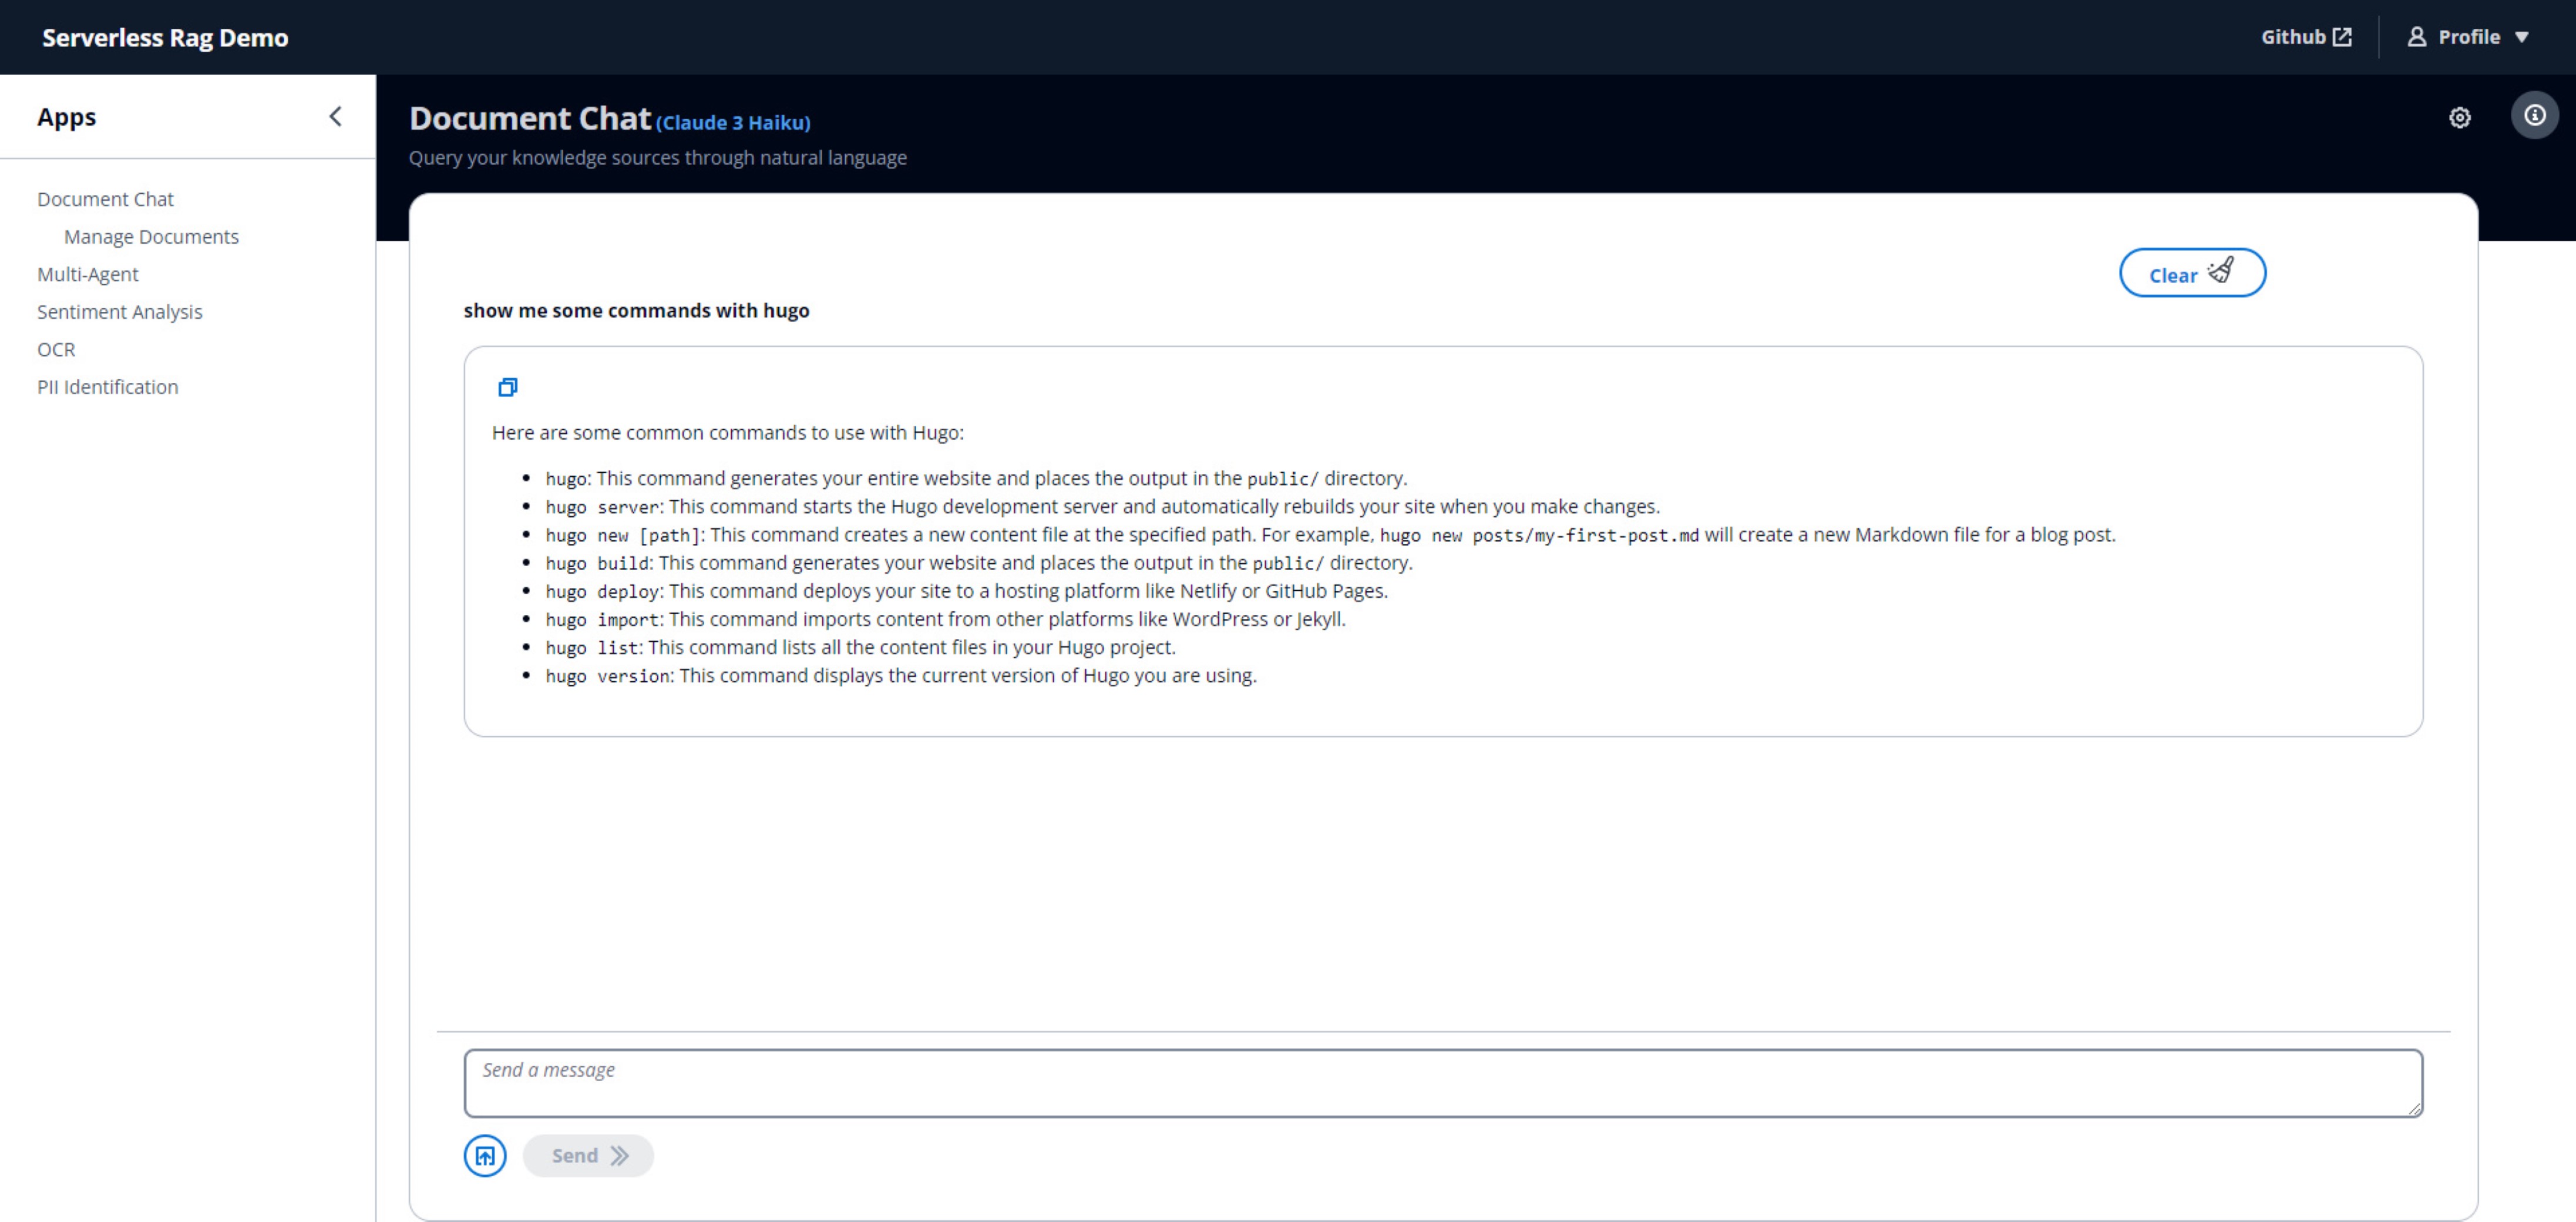 Serverless Rag Demo
Github
Profile
Apps
Document Chat
Manage Documents
Multi-Agent
Sentiment Analysis
OCR
PII Identification
Document Chat (Claude 3 Haiku)
Query your knowledge sources through natural language
Clear
show me some commands with hugo
Here are some common commands to use with Hugo:
• hugo: This command generates your entire website and places the output in the public/ directory.
• hugo server: This command starts the Hugo development server and automatically rebuilds your site when you make changes.
• hugo new [path]: This command creates a new content file at the specified path. For example, hugo new posts/my-first-post.md will create a new Markdown file for a blog post.
• hugo build: This command generates your website and places the output in the public/ directory.
• hugo deploy: This command deploys your site to a hosting platform like Netlify or GitHub Pages.
• hugo import: This command imports content from other platforms like WordPress or Jekyll.
• hugo list: This command lists all the content files in your Hugo project.
• hugo version: This command displays the current version of Hugo you are using.
Send a message
Send